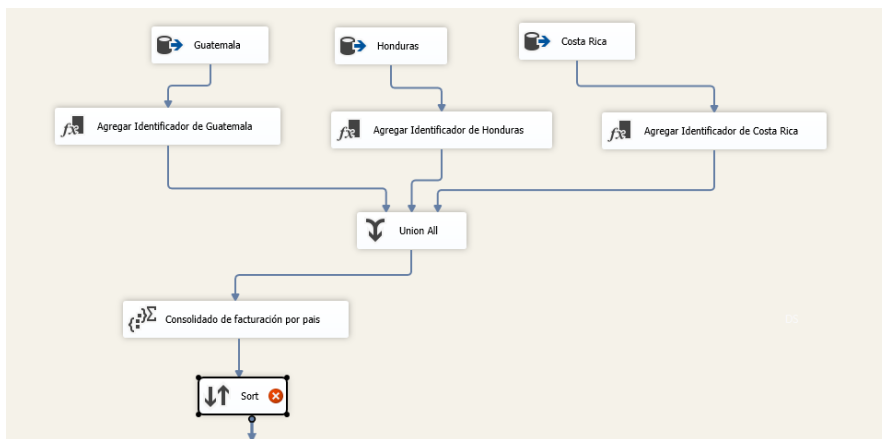 Guatemala
Honduras
Costa Rica
Agregar Identificador de Guatemala
Agregar Identificador de Honduras
Agregar Identificador de Costa Rica
Union All
Consolidado de facturación por pais
Sort